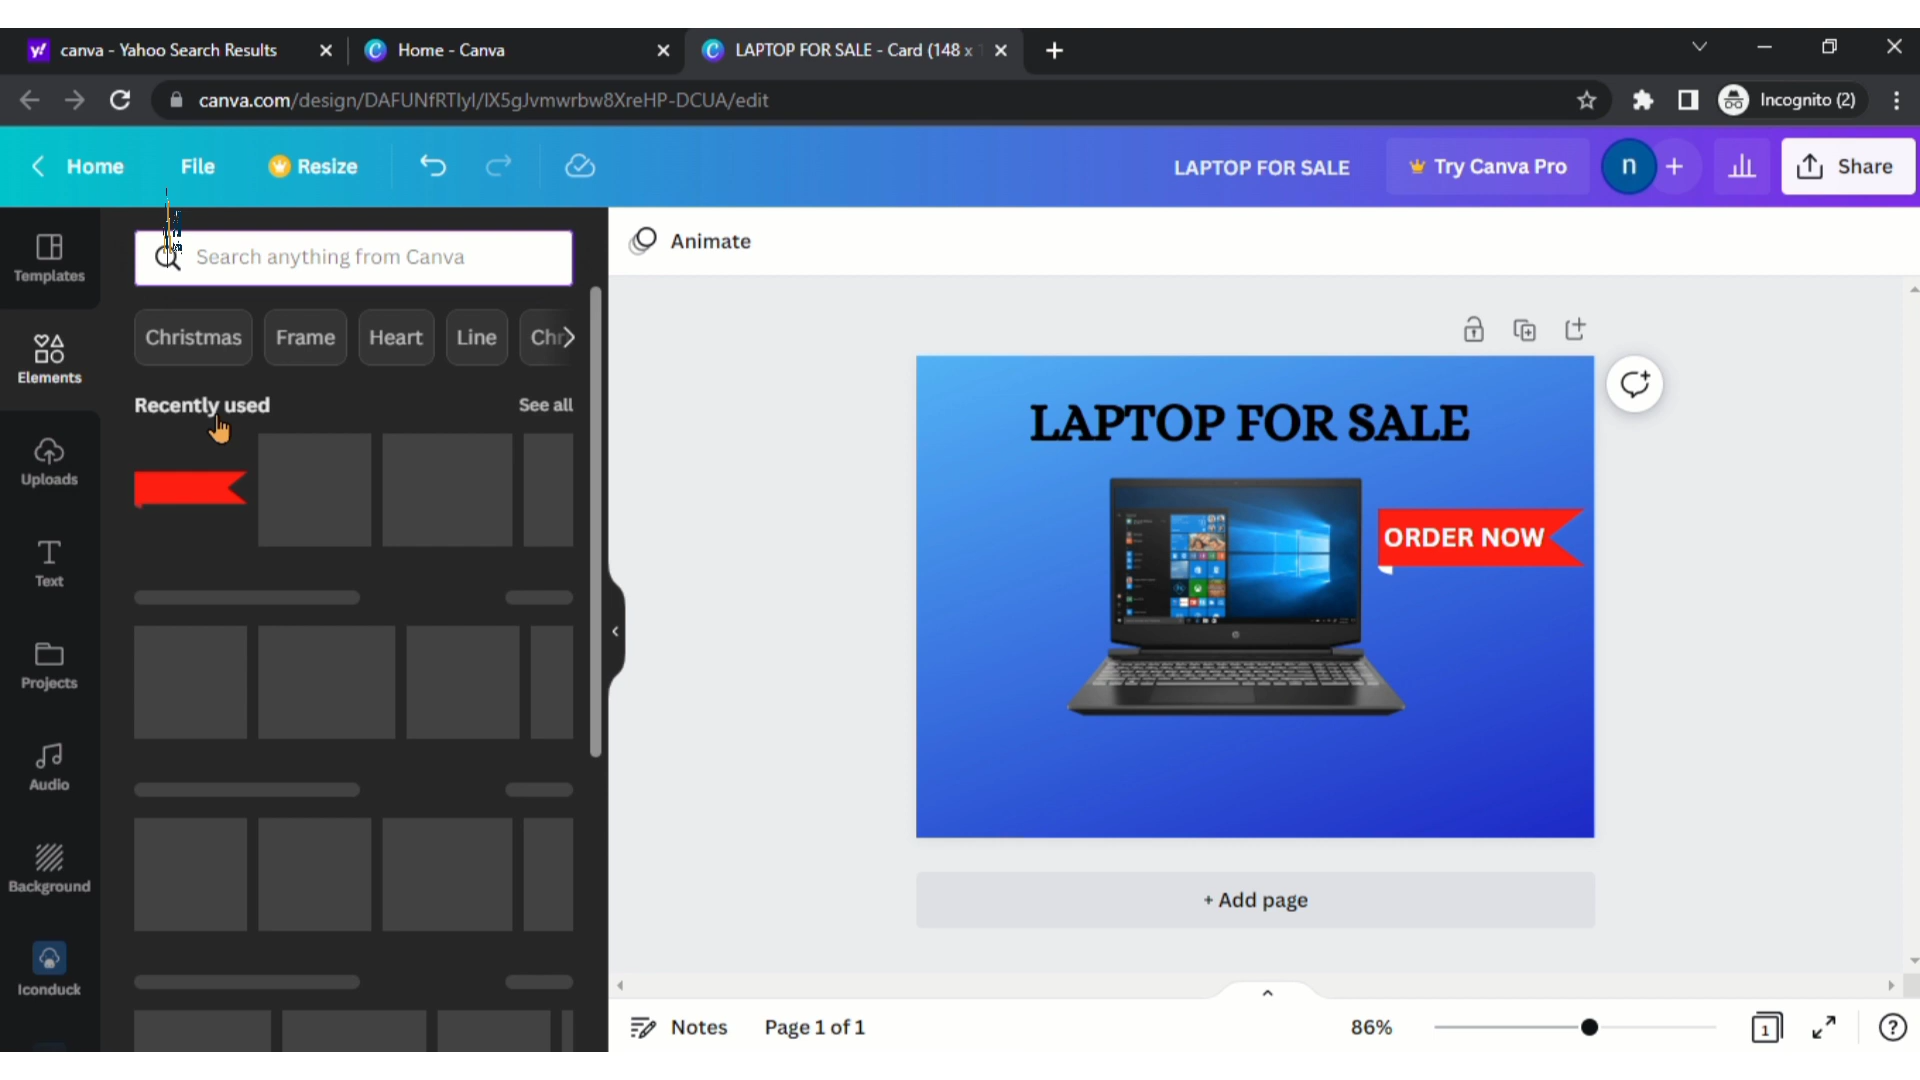 canva - Yahoo Search Results
Home - Canva
LAPTOP FOR SALE - Card (148 x
canva.com/design/DAFUNfRTlyI/IX5gJvmwrbw8XreHP-DCUA/edit
Incognito (2)
Home
File
Resize
LAPTOP FOR SALE
Try Canva Pro
n
Share
Templates
Elements
Uploads
Text
Projects
Audio
Background
Iconduck
Search anything from Canva
Christmas
Frame
Heart
Line
Chr
Recently used
See all
Animate
LAPTOP FOR SALE
ORDER NOW
+ Add page
Notes
Page 1 of 1
86%
1